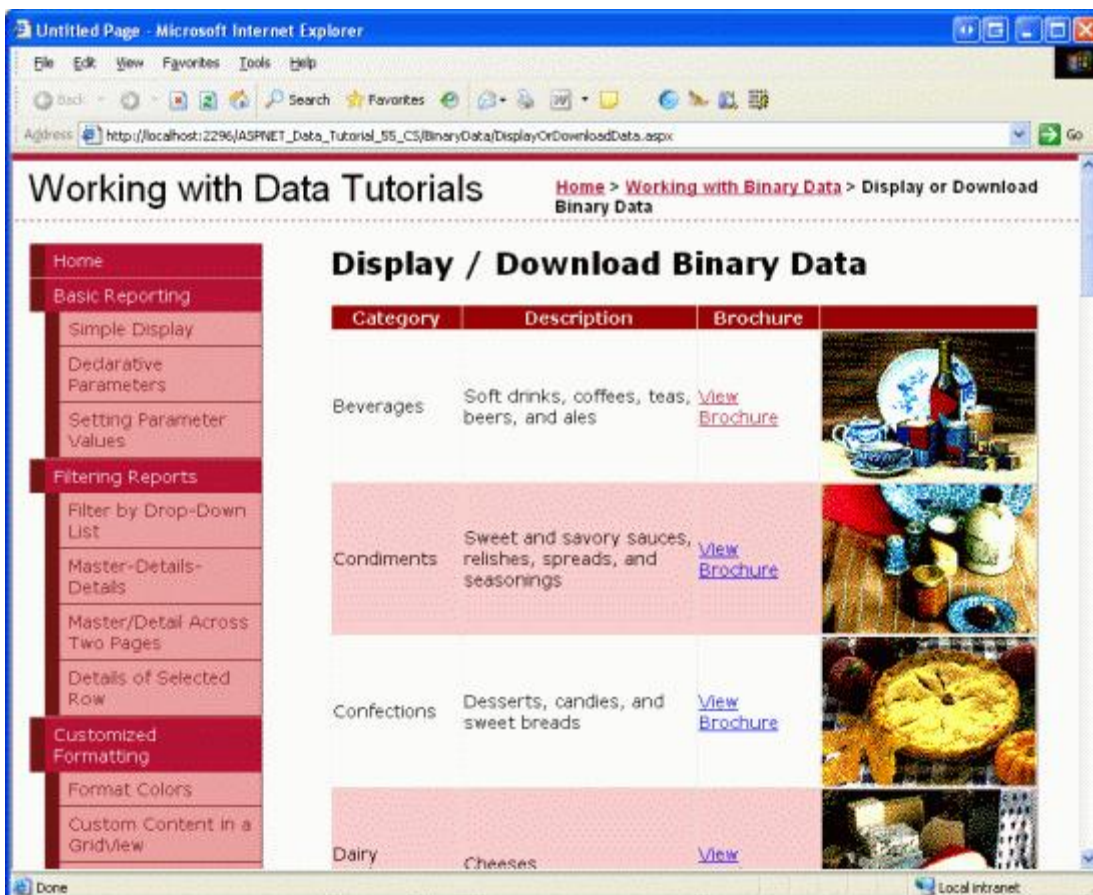 Untitled Page - Microsoft Internet Explorer
File Edit View Favorites Tools Help
Back Search Favorites
Address http://localhost:2296/ASPNET_Data_Tutorial_55_CS/BinaryData/DisplayOrDownloadData.aspx Go
Working with Data Tutorials
Home > Working with Binary Data > Display or Download
Binary Data
Home
Basic Reporting
Simple Display
Declarative
Parameters
Setting Parameter
Values
Filtering Reports
Filter by Drop-Down
List
Master-Details-
Details
Master/Detail Across
Two Pages
Details of Selected
Row
Customized
Formatting
Format Colors
Custom Content in a
GridView
Display / Download Binary Data
Category Description Brochure
Beverages
Soft drinks, coffees, teas,
beers, and ales
View
Brochure
Condiments
Sweet and savory sauces,
relishes, spreads, and
seasonings
View
Brochure
Confections
Desserts, candies, and
sweet breads
View
Brochure
Dairy
Cheeses
View
Done
Local intranet